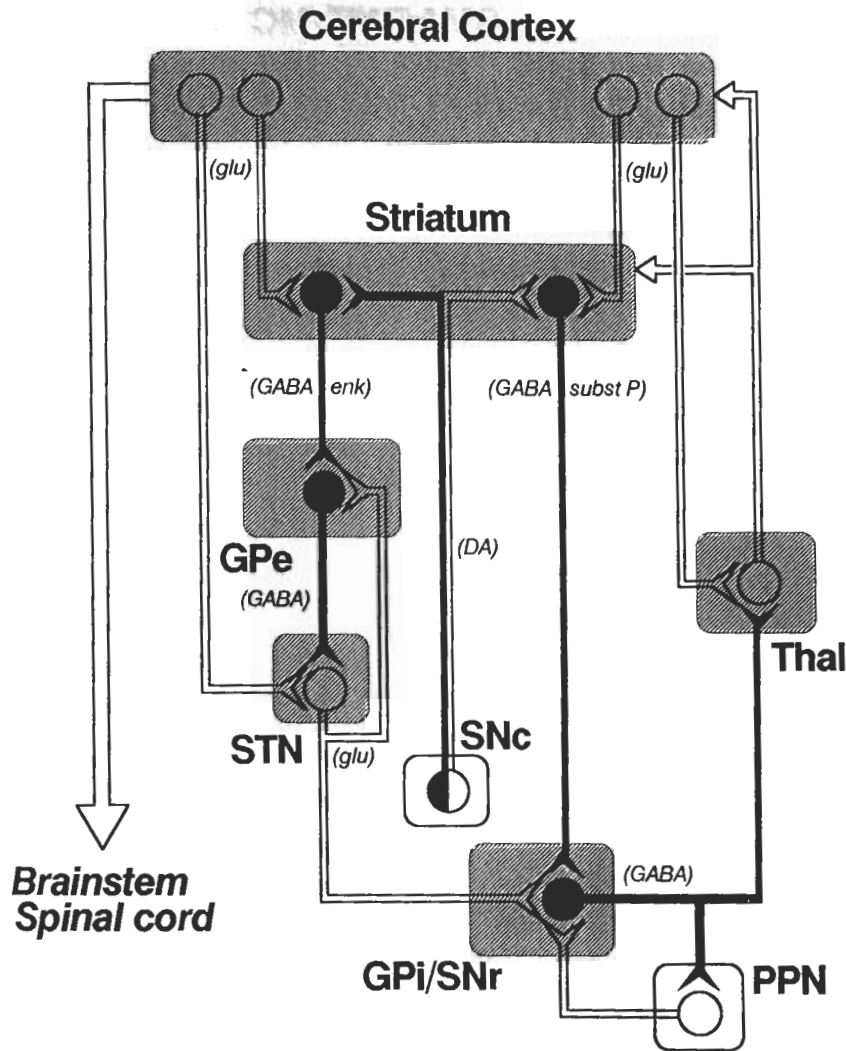 Cerebral Cortex
(glu)
(glu)
Striatum
(GABA enk)
(GABA subst P)
GPe
(GABA)
(DA)
Thal
STN
(glu)
SNc
Brainstem
Spinal cord
(GABA)
GPi/SNr
PPN